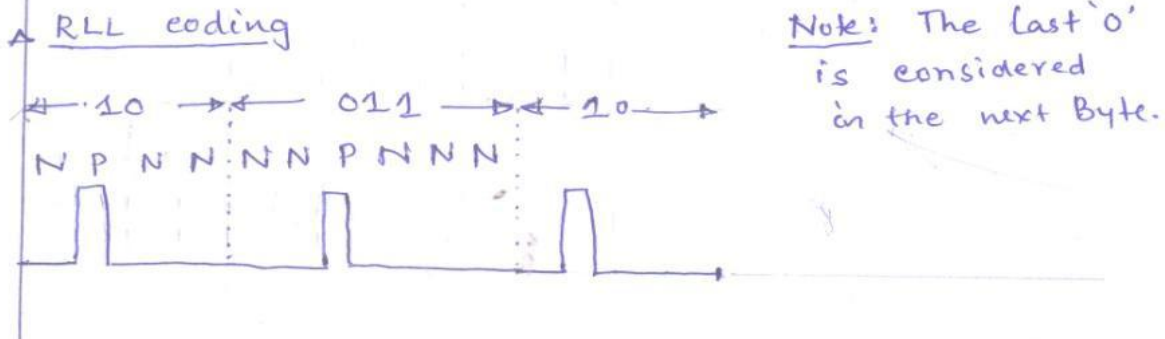 RLL coding
Note: The last '0'
is considered
in the next Byte.
10 011 10
N P N N N N P N N N